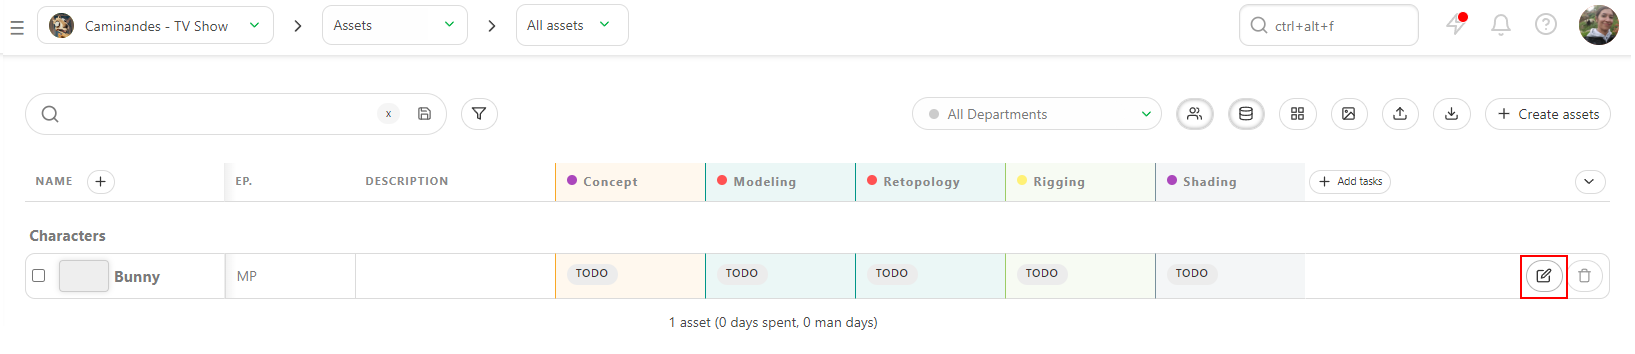 Caminandes - TV Show
Assets
All assets
ctrl+alt+f
x
All Departments
Create assets
NAME EP. DESCRIPTION Concept Modeling Retopology Rigging Shading Add tasks
Characters
Bunny MP TODO TODO TODO TODO TODO
1 asset (0 days spent, 0 man days)